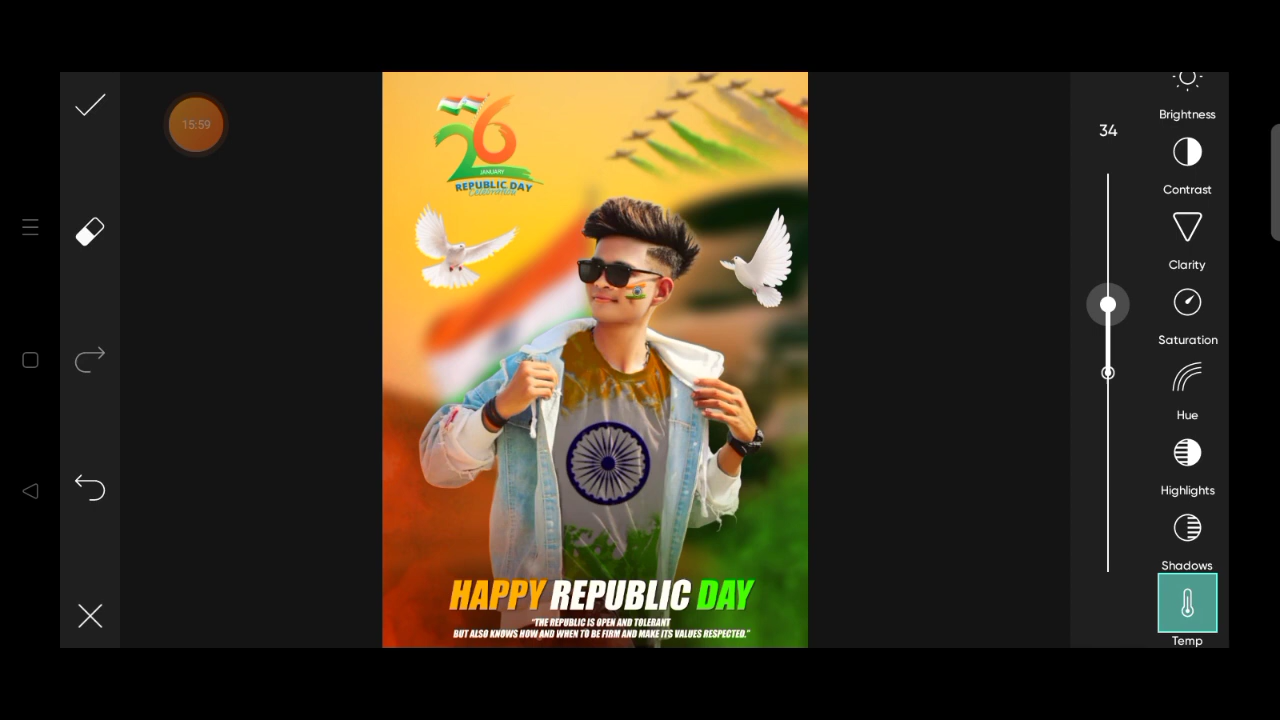 15:59
26
JANUARY
REPUBLIC DAY
Celebration
HAPPY REPUBLIC DAY
"THE REPUBLIC IS OPEN AND TOLERANT
BUT ALSO KNOWS HOW AND WHEN TO BE FIRM AND MAKE ITS VALUES RESPECTED."
34
Brightness
Contrast
Clarity
Saturation
Hue
Highlights
Shadows
Temp